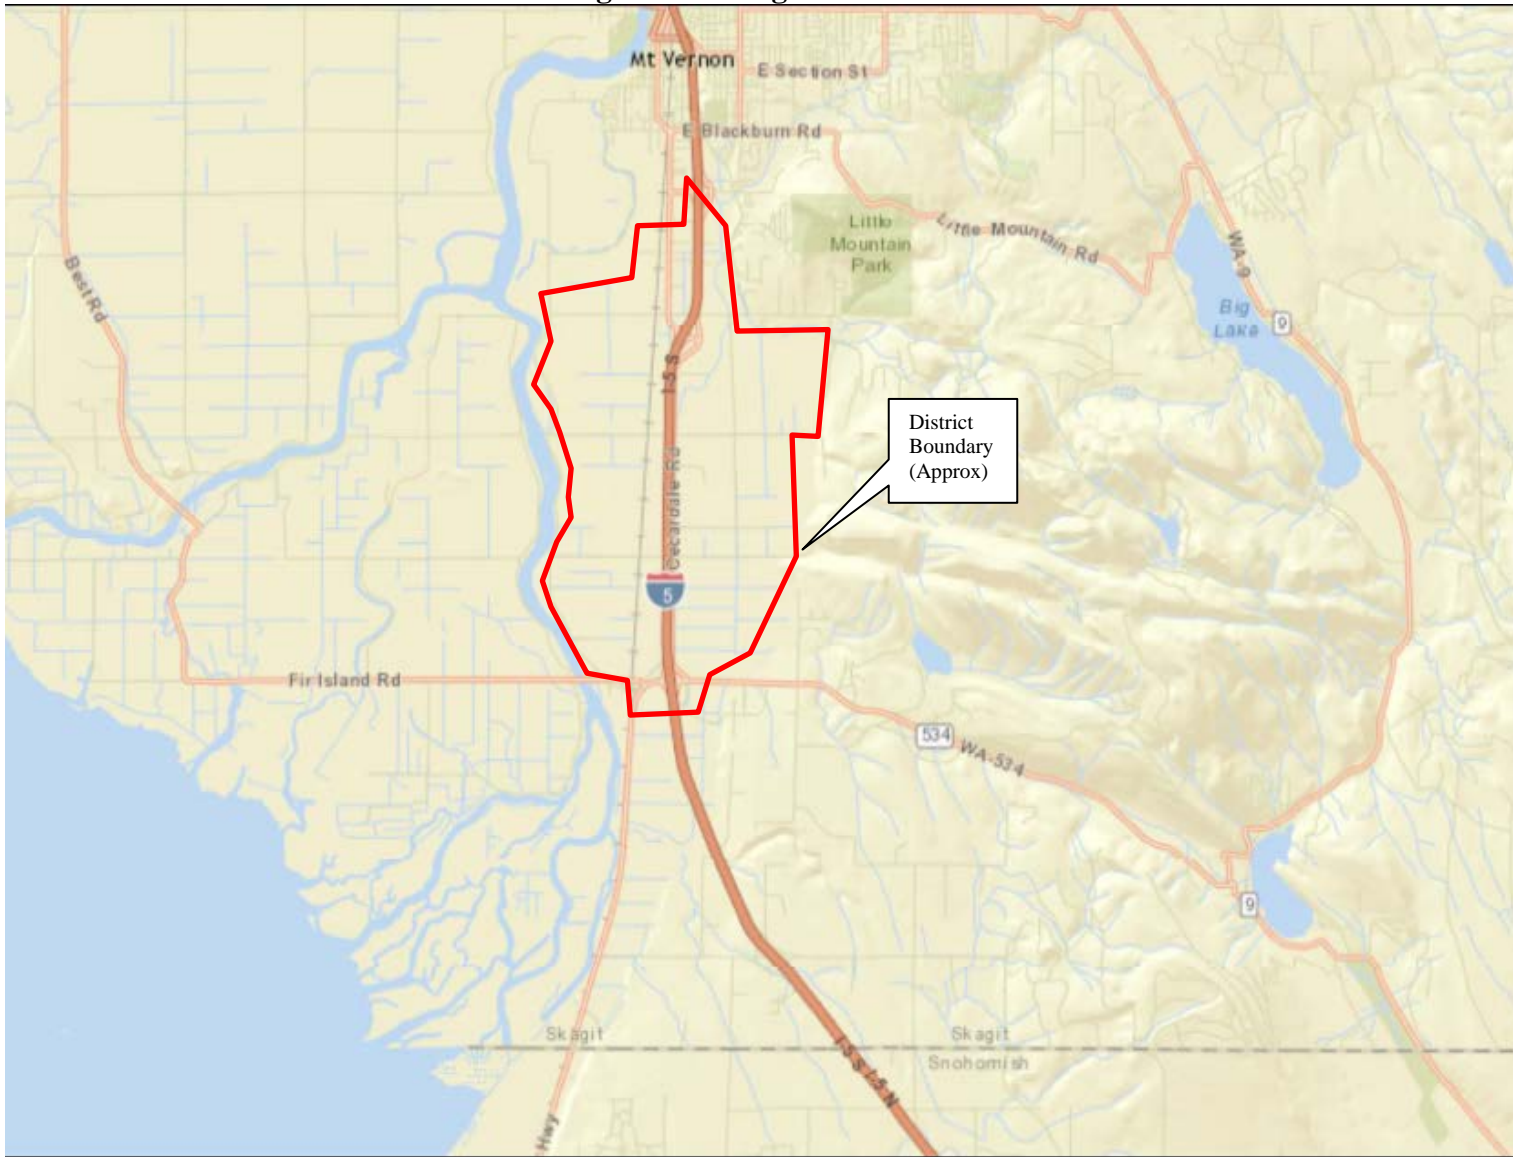 Mt Vernon
E Section St
E Blackburn Rd
Little
Mountain
Park
Little Mountain Rd
WA-9
Big
Lake
9
Best Rd
I-5 S
District
Boundary
(Approx)
Cecardale Rd
5
Fir Island Rd
534
WA-534
9
Skagit
Skagit
Snohomish
I-5 S I-5 N
Hwy